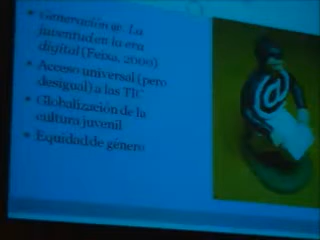 • Generación @. La
juventud en la era
digital (Feixa, 2000)
• Acceso universal (pero
desigual) a las TIC
• Globalización de la
cultura juvenil
• Equidad de género
@